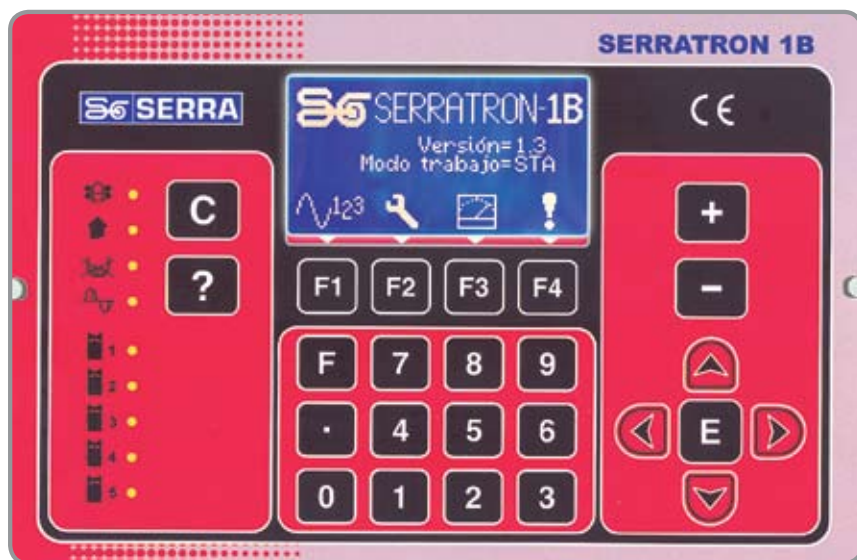 SERRATRON 1B
SERRA
SERRATRON-1B
Versión=1.3
Modo trabajo=STA
123
CE
C
?
+
-
F1 F2 F3 F4
F 7 8 9
. 4 5 6
0 1 2 3
E
1
2
3
4
5